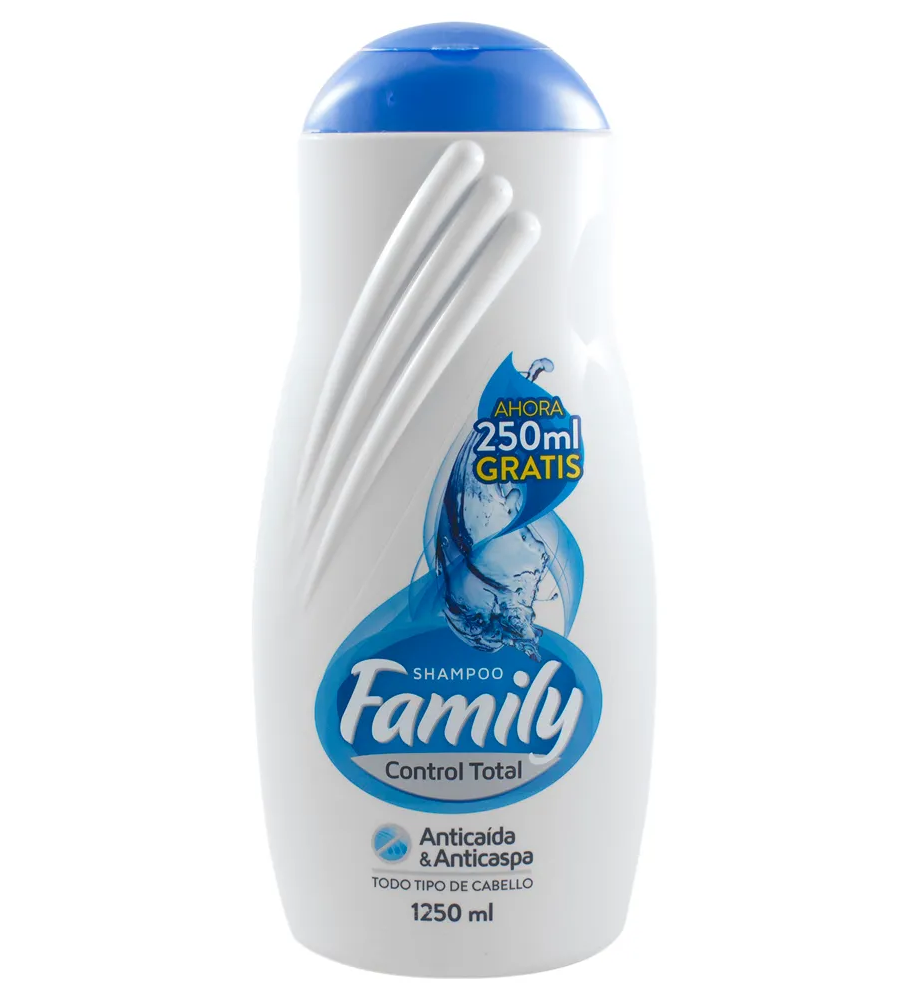 AHORA
250ml
GRATIS
SHAMPOO
Family
Control Total
Anticaída
& Anticaspa
TODO TIPO DE CABELLO
1250 ml